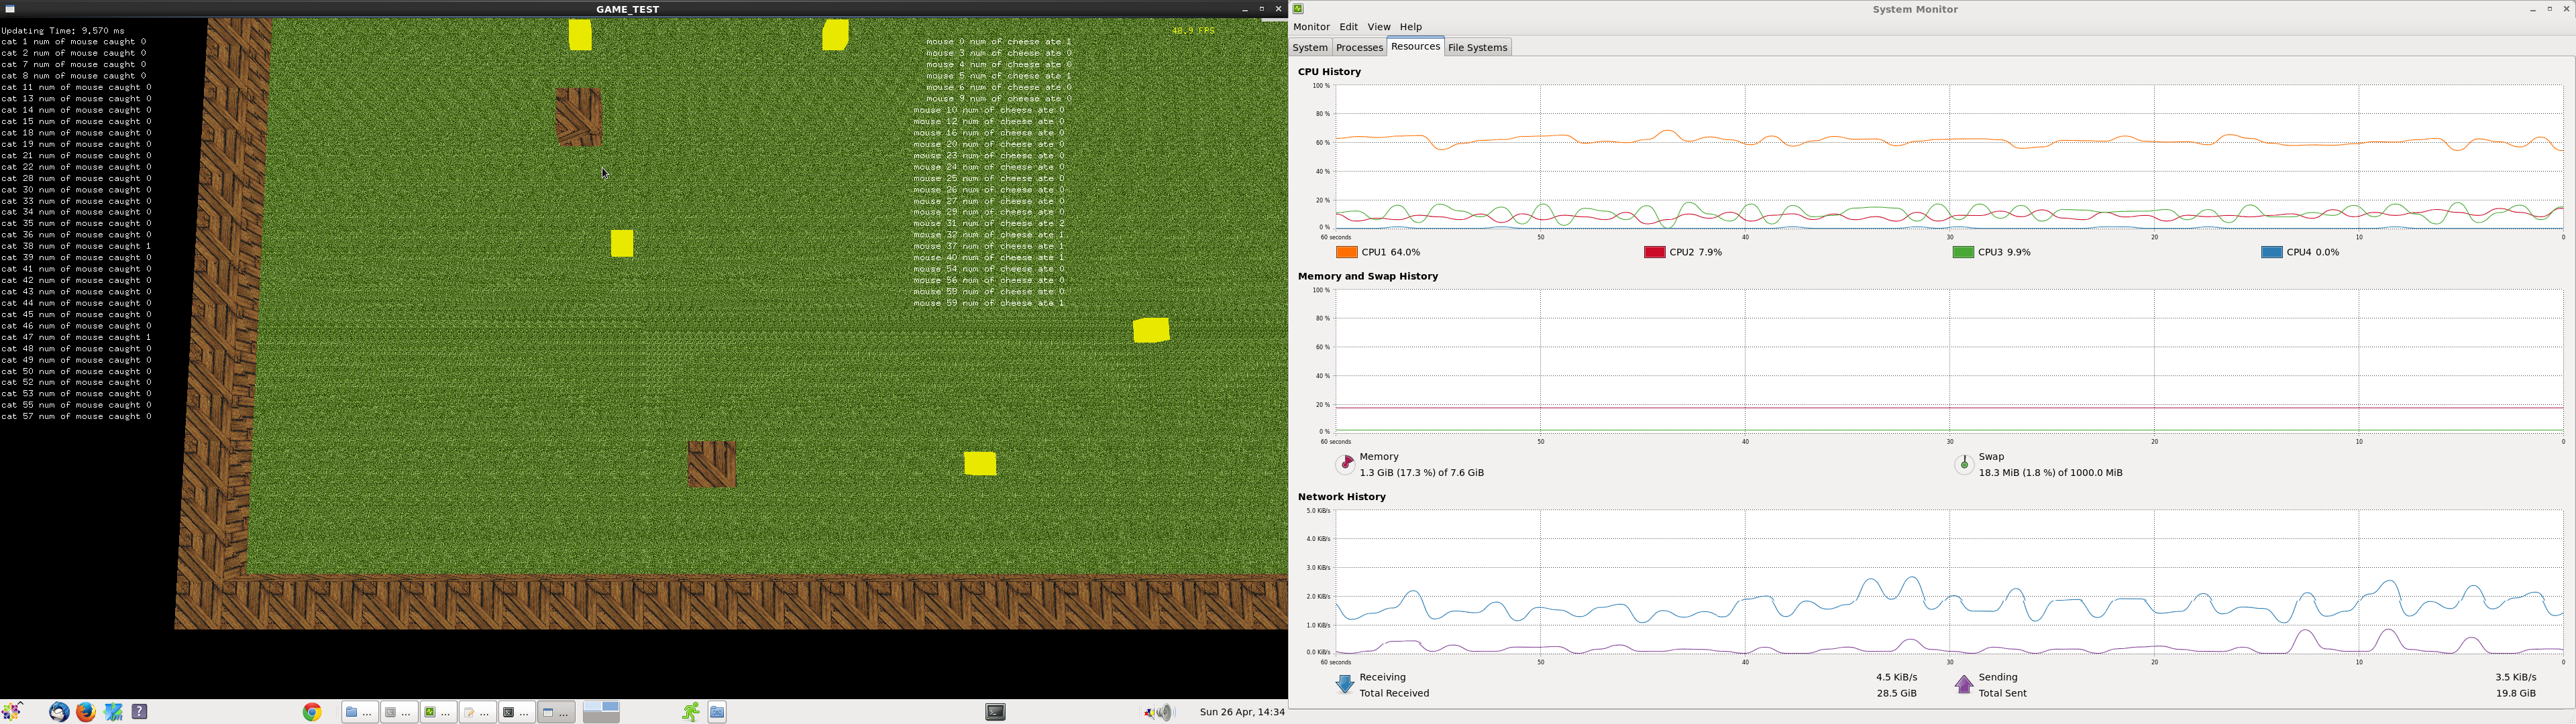 GAME_TEST
Updating Time: 9,570 ms
cat 1 num of mouse caught 0
cat 2 num of mouse caught 0
cat 7 num of mouse caught 0
cat 8 num of mouse caught 0
cat 11 num of mouse caught 0
cat 13 num of mouse caught 0
cat 14 num of mouse caught 0
cat 15 num of mouse caught 0
cat 18 num of mouse caught 0
cat 19 num of mouse caught 0
cat 21 num of mouse caught 0
cat 22 num of mouse caught 0
cat 28 num of mouse caught 0
cat 30 num of mouse caught 0
cat 33 num of mouse caught 0
cat 34 num of mouse caught 0
cat 35 num of mouse caught 0
cat 36 num of mouse caught 0
cat 38 num of mouse caught 1
cat 39 num of mouse caught 0
cat 41 num of mouse caught 0
cat 42 num of mouse caught 0
cat 43 num of mouse caught 0
cat 44 num of mouse caught 0
cat 45 num of mouse caught 0
cat 46 num of mouse caught 0
cat 47 num of mouse caught 1
cat 48 num of mouse caught 0
cat 49 num of mouse caught 0
cat 50 num of mouse caught 0
cat 52 num of mouse caught 0
cat 53 num of mouse caught 0
cat 55 num of mouse caught 0
cat 57 num of mouse caught 0
48.9 FPS
mouse 0 num of cheese ate 1
mouse 3 num of cheese ate 0
mouse 4 num of cheese ate 0
mouse 5 num of cheese ate 1
mouse 6 num of cheese ate 0
mouse 9 num of cheese ate 0
mouse 10 num of cheese ate 0
mouse 12 num of cheese ate 0
mouse 16 num of cheese ate 0
mouse 20 num of cheese ate 0
mouse 23 num of cheese ate 0
mouse 24 num of cheese ate 0
mouse 25 num of cheese ate 0
mouse 26 num of cheese ate 0
mouse 27 num of cheese ate 0
mouse 29 num of cheese ate 0
mouse 31 num of cheese ate 2
mouse 32 num of cheese ate 1
mouse 37 num of cheese ate 1
mouse 40 num of cheese ate 1
mouse 54 num of cheese ate 0
mouse 56 num of cheese ate 0
mouse 58 num of cheese ate 0
mouse 59 num of cheese ate 1
... ... ... ... ... ...
Sun 26 Apr, 14:34
System Monitor
Monitor Edit View Help
System Processes Resources File Systems
CPU History
100 %
80 %
60 %
40 %
20 %
0 %
60 seconds 50 40 30 20 10 0
CPU1 64.0% CPU2 7.9% CPU3 9.9% CPU4 0.0%
Memory and Swap History
100 %
80 %
60 %
40 %
20 %
0 %
60 seconds 50 40 30 20 10 0
Memory
1.3 GiB (17.3 %) of 7.6 GiB
Swap
18.3 MiB (1.8 %) of 1000.0 MiB
Network History
5.0 KiB/s
4.0 KiB/s
3.0 KiB/s
2.0 KiB/s
1.0 KiB/s
0.0 KiB/s
60 seconds 50 40 30 20 10 0
Receiving 4.5 KiB/s
Total Received 28.5 GiB
Sending 3.5 KiB/s
Total Sent 19.8 GiB